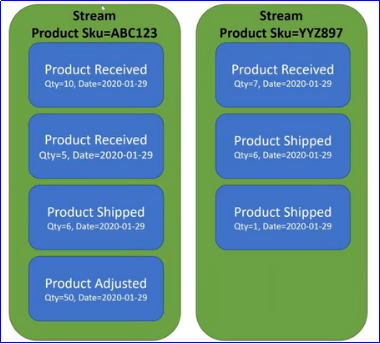 Stream
Product Sku=ABC123
Product Received
Qty=10, Date=2020-01-29
Product Received
Qty=5, Date=2020-01-29
Product Shipped
Qty=6, Date=2020-01-29
Product Adjusted
Qty=50, Date=2020-01-29
Stream
Product Sku=YYZ897
Product Received
Qty=7, Date=2020-01-29
Product Shipped
Qty=6, Date=2020-01-29
Product Shipped
Qty=1, Date=2020-01-29